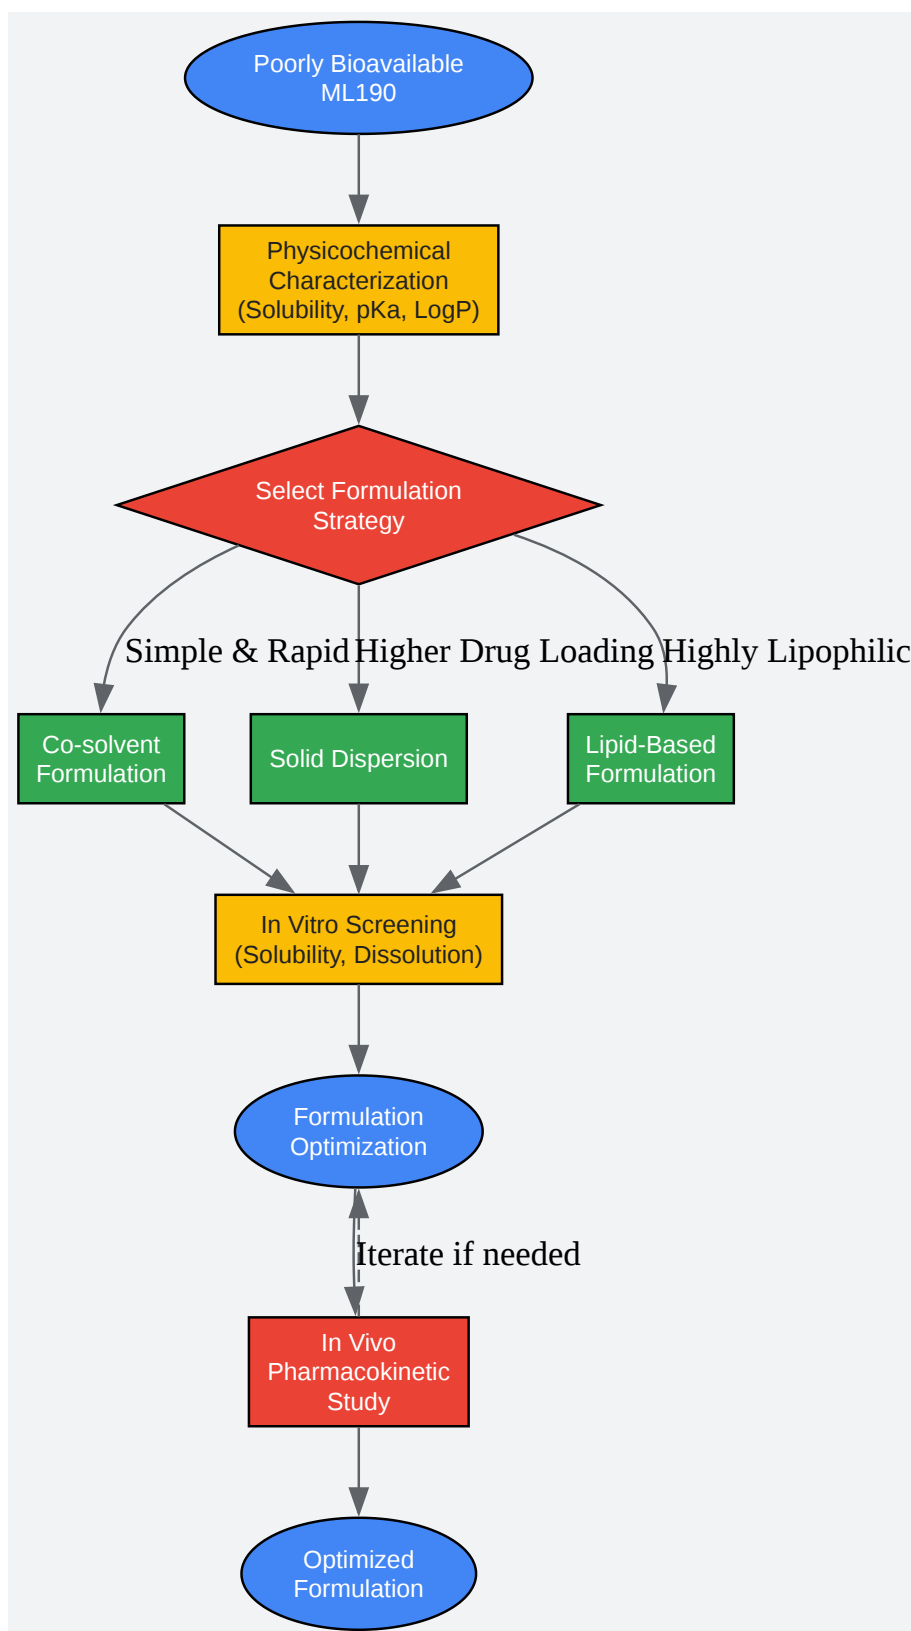 Poorly Bioavailable
ML190
Physicochemical
Characterization
(Solubility, pKa, LogP)
Select Formulation
Strategy
Simple & Rapid
Higher Drug Loading
Highly Lipophilic
Co-solvent
Formulation
Solid Dispersion
Lipid-Based
Formulation
In Vitro Screening
(Solubility, Dissolution)
Formulation
Optimization
Iterate if needed
In Vivo
Pharmacokinetic
Study
Optimized
Formulation